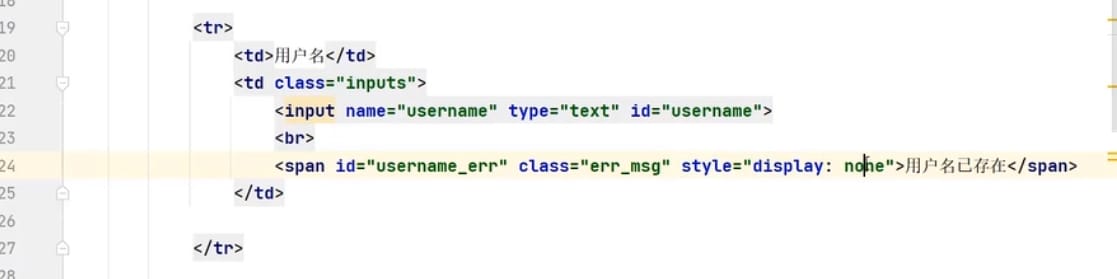 18
19 <tr>
20 <td>用户名</td>
21 <td class="inputs">
22 <input name="username" type="text" id="username">
23 <br>
24 <span id="username_err" class="err_msg" style="display: none">用户名已存在</span>
25 </td>
26
27 </tr>
28